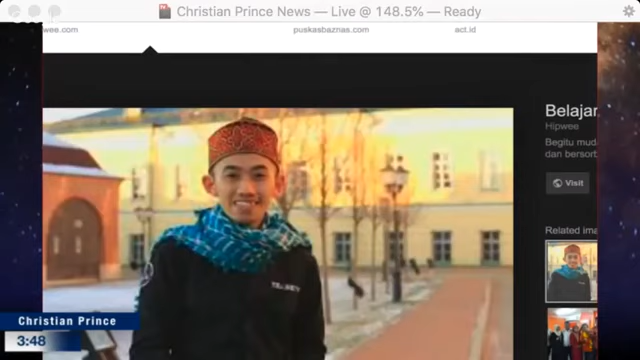 Christian Prince News — Live @ 148.5% — Ready
wee.com
puskasbaznas.com
act.id
Belajar
Hipwee
Begitu mud
dan bersorb
Visit
Related ima
Christian Prince
3:48